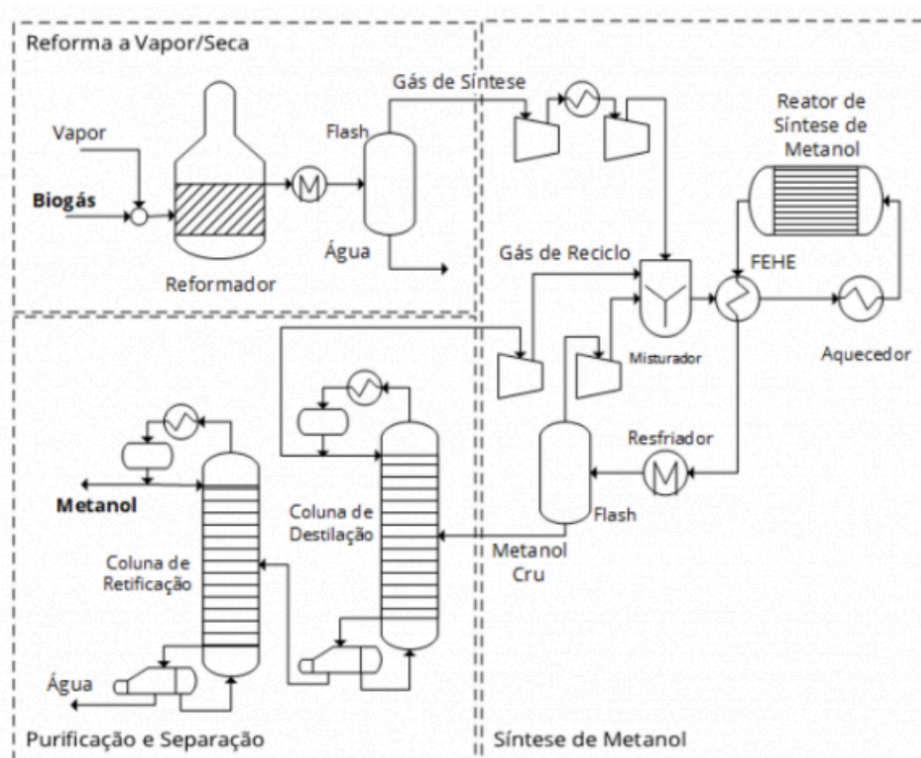 Reforma a Vapor/Seca
Vapor
Biogás
Reformador
Flash
Água
Gás de Síntese
Reator de
Síntese de
Metanol
Gás de Reciclo
FEHE
Misturador
Aquecedor
Resfriador
Flash
Metanol
Cru
Coluna de
Destilação
Metanol
Coluna de
Retificação
Água
Purificação e Separação
Síntese de Metanol